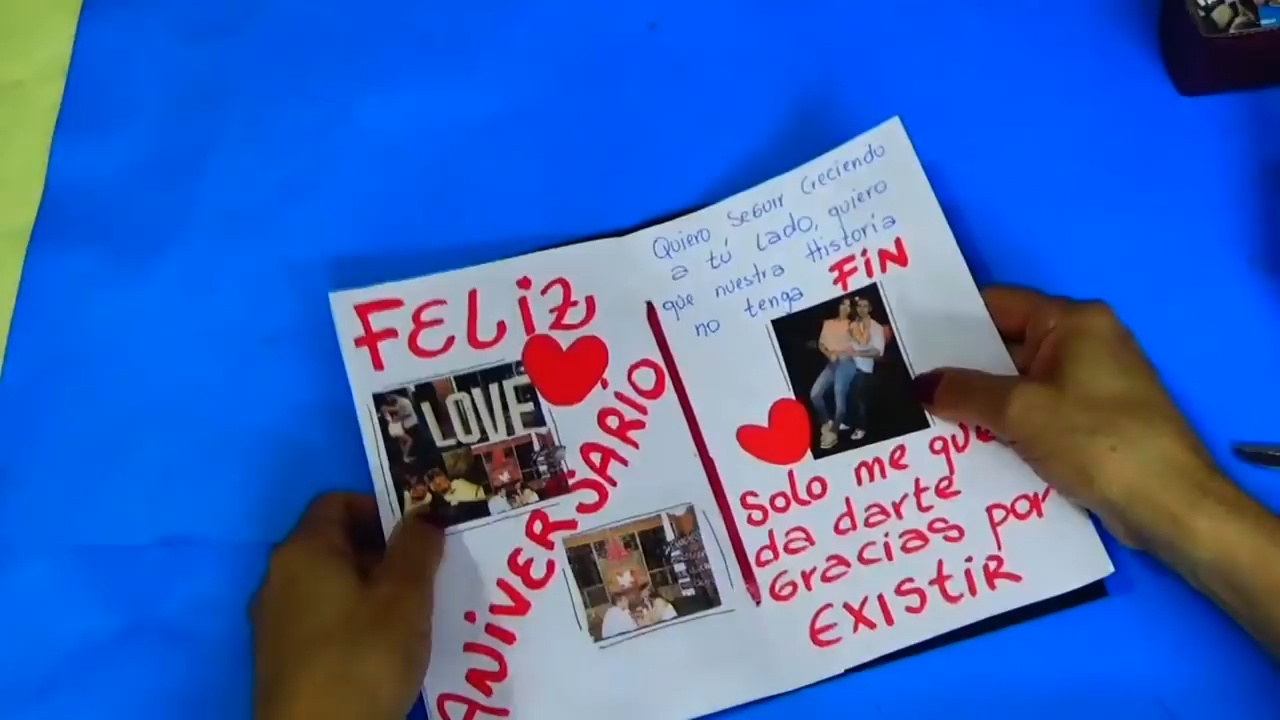 FELIZ
LOVE
ANIVERSARIO
Quiero SEGUIR Creciendo
a tú lado, quiero
que nuestra Historia
no tenga FiN
Solo me que
da darte
Gracias por
EXIStiR